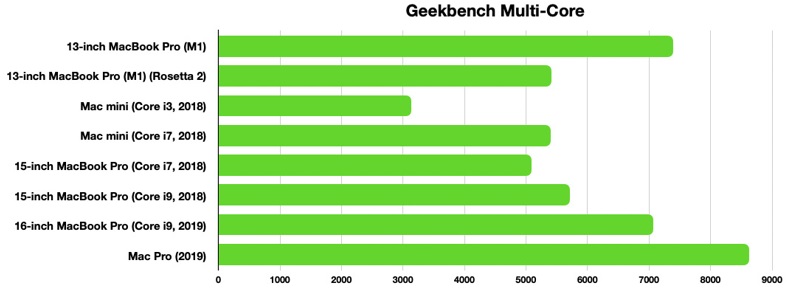 Geekbench Multi-Core
13-inch MacBook Pro (M1)
13-inch MacBook Pro (M1) (Rosetta 2)
Mac mini (Core i3, 2018)
Mac mini (Core i7, 2018)
15-inch MacBook Pro (Core i7, 2018)
15-inch MacBook Pro (Core i9, 2018)
16-inch MacBook Pro (Core i9, 2019)
Mac Pro (2019)
0 1000 2000 3000 4000 5000 6000 7000 8000 9000